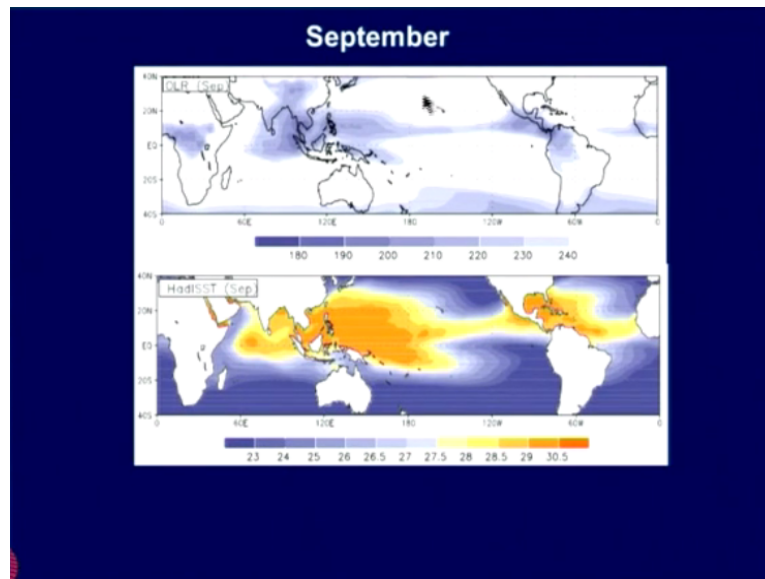 September
OLR (Sep)
40N
20N
EQ
20S
40S
0 60E 120E 180 120W 60W 0
180 190 200 210 220 230 240
HadISST (Sep)
40N
20N
EQ
20S
40S
0 60E 120E 180 120W 60W 0
23 24 25 26 26.5 27 27.5 28 28.5 29 30.5